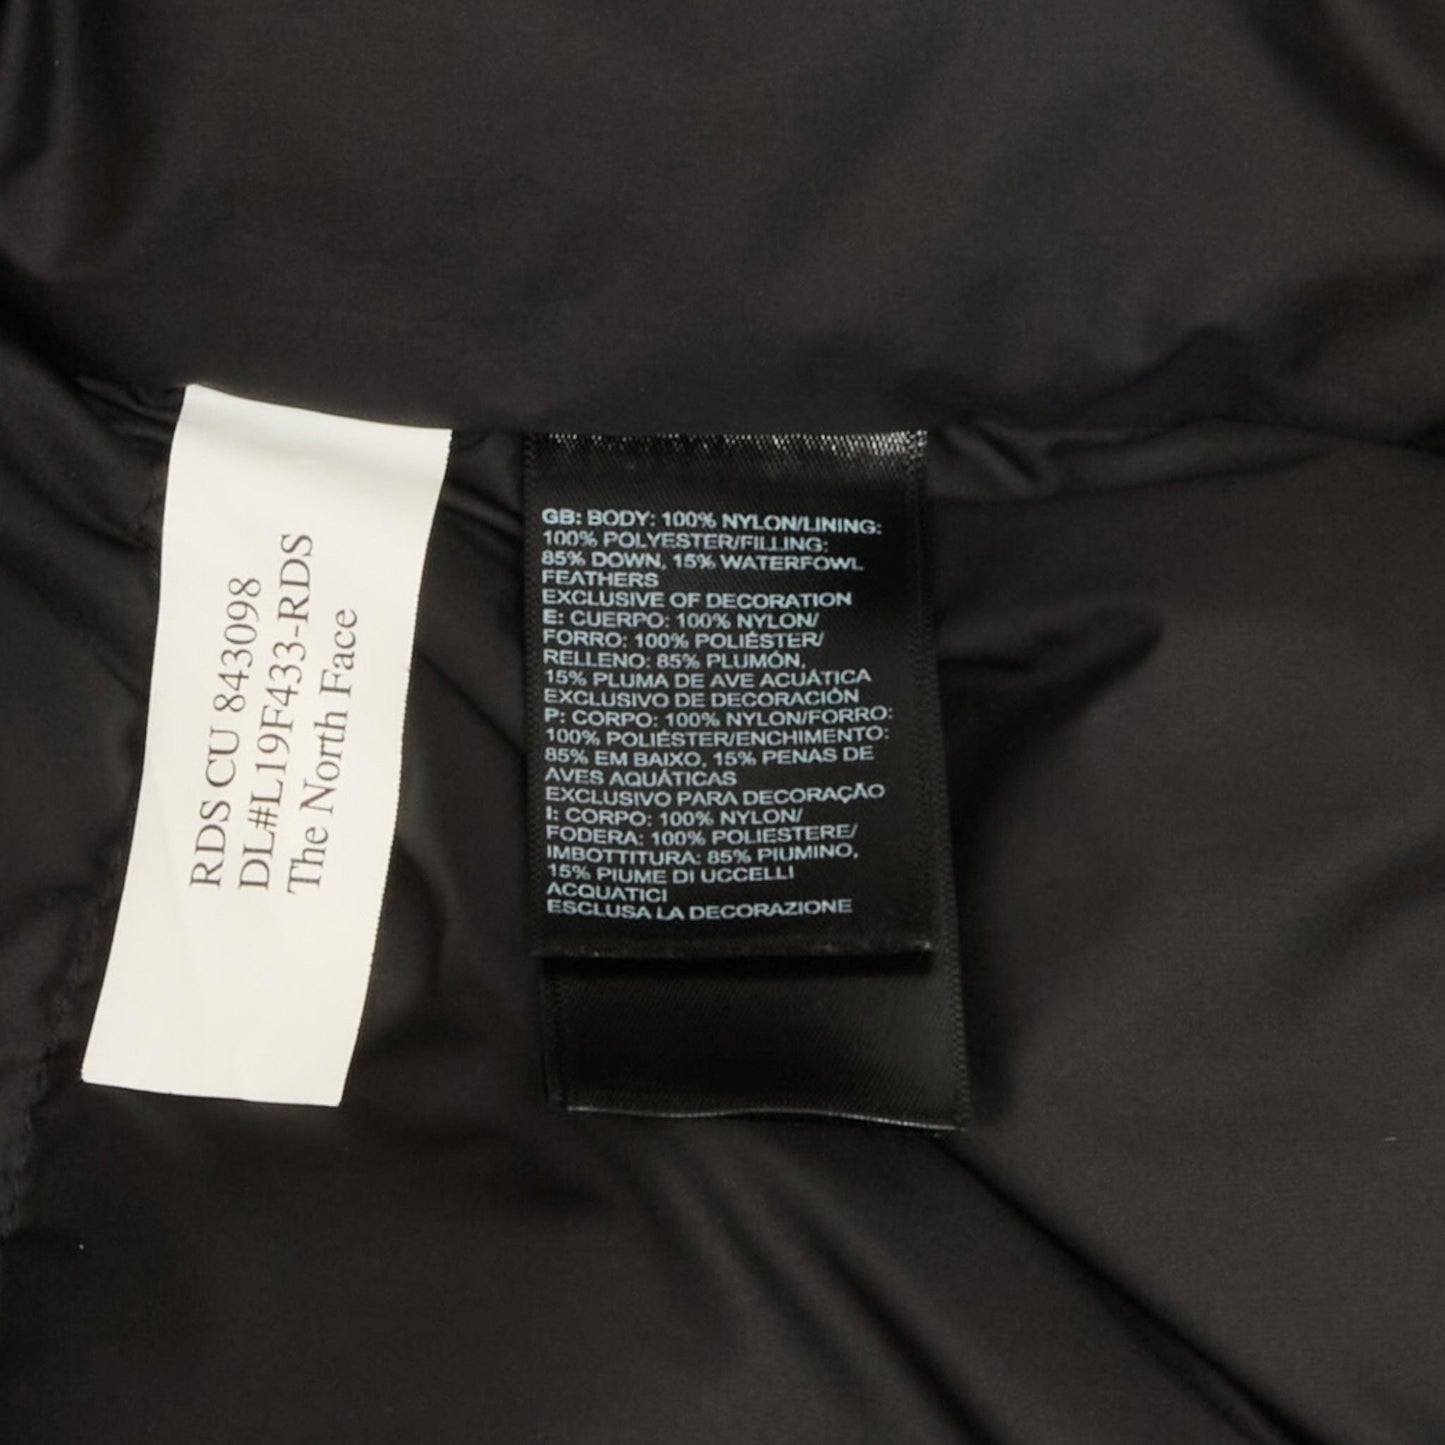 RDS CU 843098
DL#L19F433-RDS
The North Face
GB: BODY: 100% NYLON/LINING:
100% POLYESTER/FILLING:
85% DOWN, 15% WATERFOWL
FEATHERS
EXCLUSIVE OF DECORATION
E: CUERPO: 100% NYLON/
FORRO: 100% POLIÉSTER/
RELLENO: 85% PLUMÓN,
15% PLUMA DE AVE ACUÁTICA
EXCLUSIVO DE DECORACIÓN
P: CORPO: 100% NYLON/FORRO:
100% POLIÉSTER/ENCHIMENTO:
85% EM BAIXO, 15% PENAS DE
AVES AQUÁTICAS
EXCLUSIVO PARA DECORAÇÃO
I: CORPO: 100% NYLON/
FODERA: 100% POLIESTERE/
IMBOTTITURA: 85% PIUMINO,
15% PIUME DI UCCELLI
ACQUATICI
ESCLUSA LA DECORAZIONE